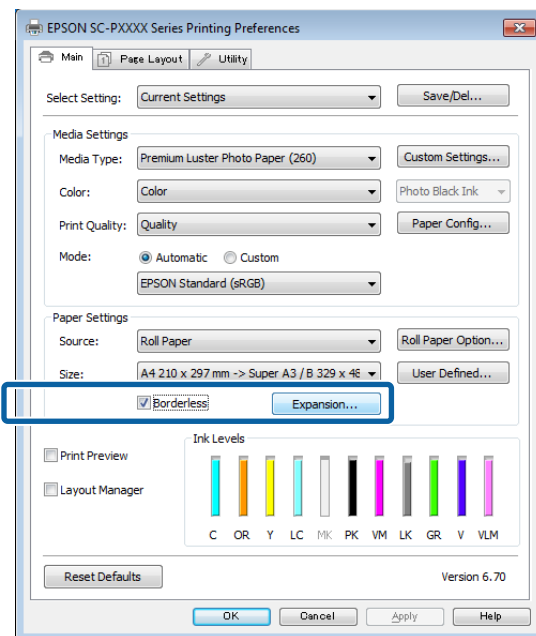 EPSON SC-PXXXX Series Printing Preferences
Main Page Layout Utility
Select Setting: Current Settings Save/Del...
Media Settings
Media Type: Premium Luster Photo Paper (260) Custom Settings...
Color: Color Photo Black Ink
Print Quality: Quality Paper Config...
Mode: Automatic Custom
EPSON Standard (sRGB)
Paper Settings
Source: Roll Paper Roll Paper Option...
Size: A4 210 x 297 mm -> Super A3 / B 329 x 48 User Defined...
Borderless Expansion...
Ink Levels
Print Preview
Layout Manager
C OR Y LC MK PK VM LK GR V VLM
Reset Defaults Version 6.70
OK Cancel Apply Help